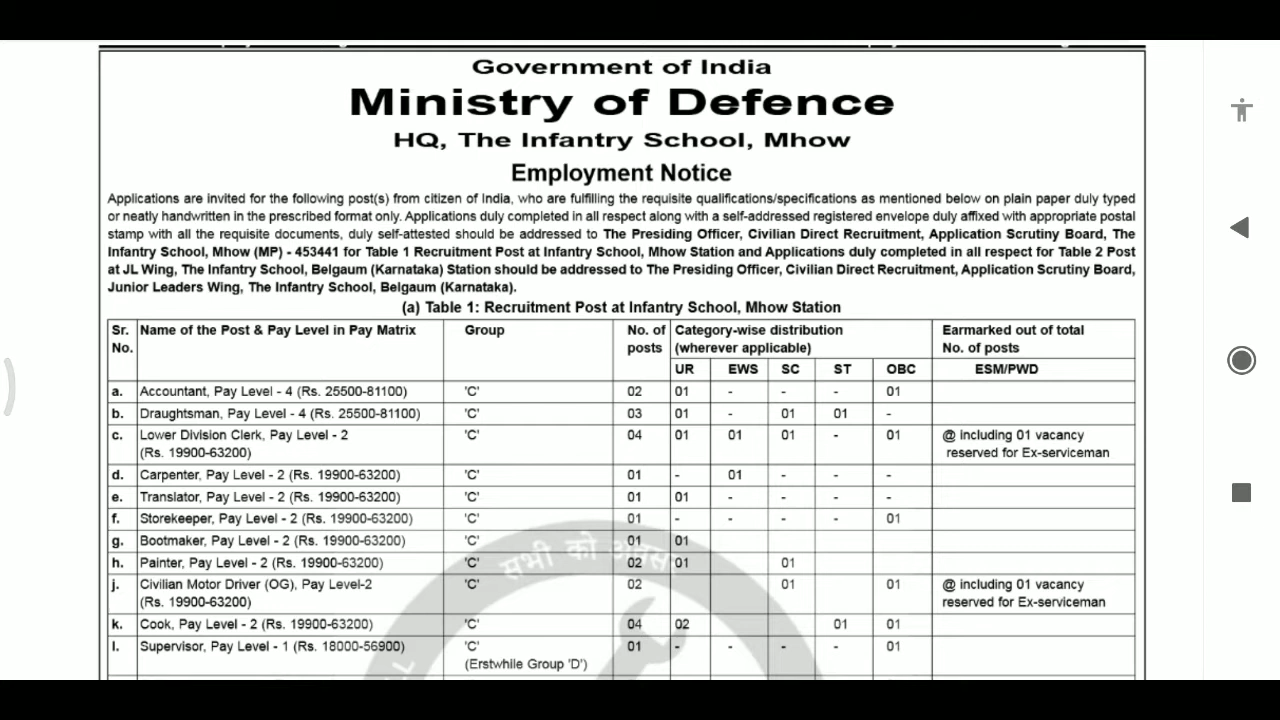 Government of India
Ministry of Defence
HQ, The Infantry School, Mhow
Employment Notice
Applications are invited for the following post(s) from citizen of India, who are fulfilling the requisite qualifications/specifications as mentioned below on plain paper duly typed
or neatly handwritten in the prescribed format only. Applications duly completed in all respect along with a self-addressed registered envelope duly affixed with appropriate postal
stamp with all the requisite documents, duly self-attested should be addressed to The Presiding Officer, Civilian Direct Recruitment, Application Scrutiny Board, The
Infantry School, Mhow (MP) - 453441 for Table 1 Recruitment Post at Infantry School, Mhow Station and Applications duly completed in all respect for Table 2 Post
at JL Wing, The Infantry School, Belgaum (Karnataka) Station should be addressed to The Presiding Officer, Civilian Direct Recruitment, Application Scrutiny Board,
Junior Leaders Wing, The Infantry School, Belgaum (Karnataka).
(a) Table 1: Recruitment Post at Infantry School, Mhow Station
Sr. Name of the Post & Pay Level in Pay Matrix Group No. of Category-wise distribution Earmarked out of total
No. posts (wherever applicable) No. of posts
UR EWS SC ST OBC ESM/PWD
a. Accountant, Pay Level - 4 (Rs. 25500-81100) 'C' 02 01 - - - 01
b. Draughtsman, Pay Level - 4 (Rs. 25500-81100) 'C' 03 01 - 01 01 -
c. Lower Division Clerk, Pay Level - 2 'C' 04 01 01 01 - 01 @ including 01 vacancy
(Rs. 19900-63200) reserved for Ex-serviceman
d. Carpenter, Pay Level - 2 (Rs. 19900-63200) 'C' 01 - 01 - - -
e. Translator, Pay Level - 2 (Rs. 19900-63200) 'C' 01 01 - - - -
f. Storekeeper, Pay Level - 2 (Rs. 19900-63200) 'C' 01 - - - - 01
g. Bootmaker, Pay Level - 2 (Rs. 19900-63200) 'C' 01 01
सभी को अवसर
h. Painter, Pay Level - 2 (Rs. 19900-63200) 'C' 02 01 01
j. Civilian Motor Driver (OG), Pay Level-2 'C' 02 01 01 @ including 01 vacancy
(Rs. 19900-63200) reserved for Ex-serviceman
k. Cook, Pay Level - 2 (Rs. 19900-63200) 'C' 04 02 01 01
l. Supervisor, Pay Level - 1 (Rs. 18000-56900) 'C' 01 - - - - 01
(Erstwhile Group 'D')